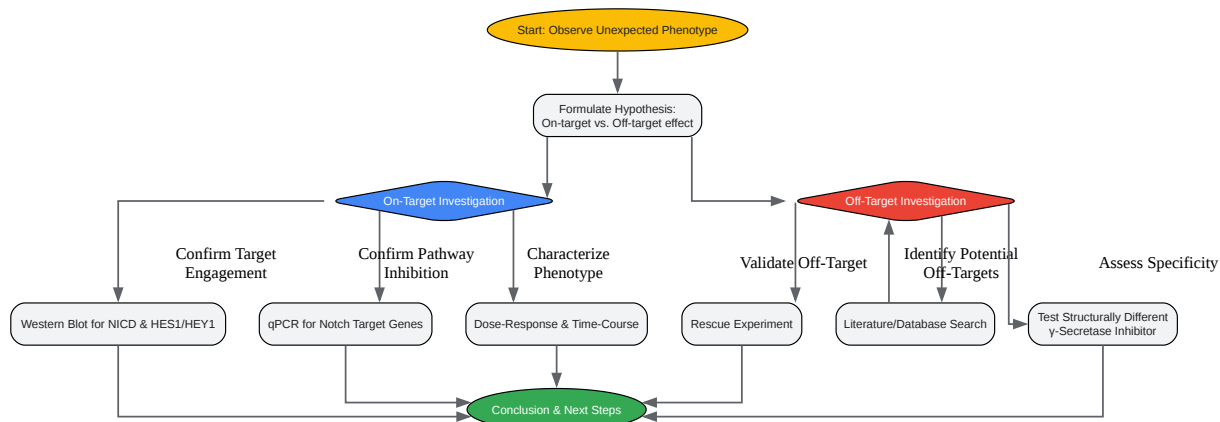 Start: Observe Unexpected Phenotype
Formulate Hypothesis:
On-target vs. Off-target effect
On-Target Investigation
Off-Target Investigation
Confirm Target
Engagement
Confirm Pathway
Inhibition
Characterize
Phenotype
Validate Off-Target
Identify Potential
Off-Targets
Assess Specificity
Western Blot for NICD & HES1/HEY1
qPCR for Notch Target Genes
Dose-Response & Time-Course
Rescue Experiment
Literature/Database Search
Test Structurally Different
γ-Secretase Inhibitor
Conclusion & Next Steps